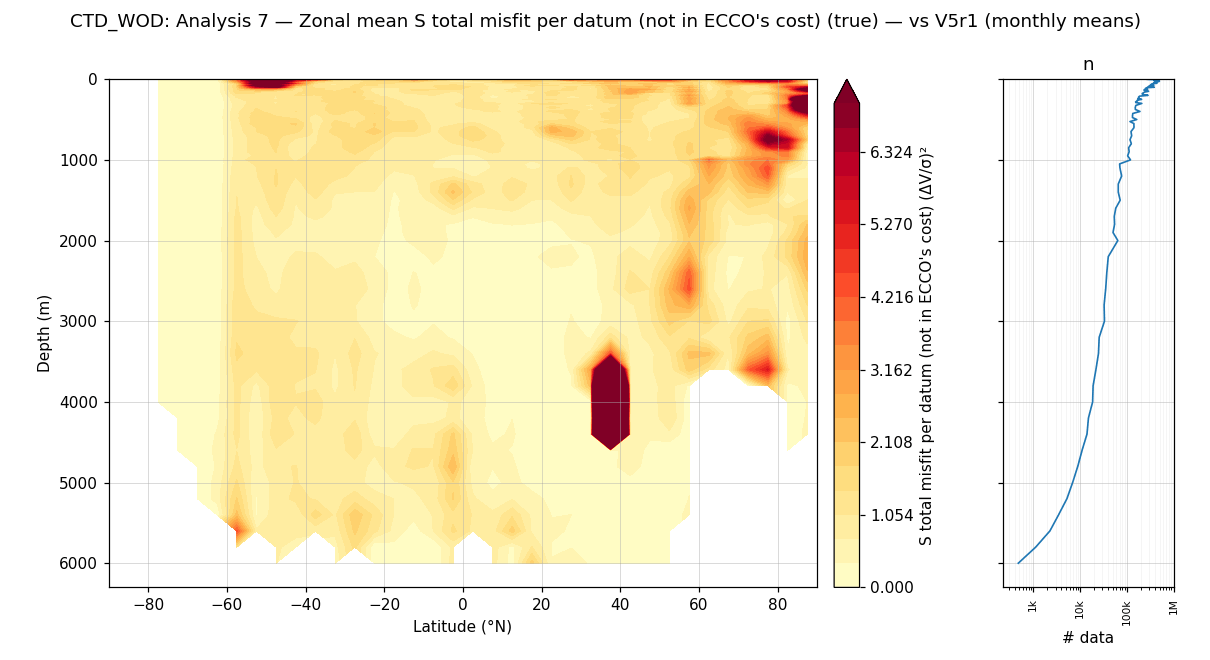 CTD_WOD: Analysis 7 — Zonal mean S total misfit per datum (not in ECCO's cost) (true) — vs V5r1 (monthly means)
n
0
1000
2000
3000
4000
5000
6000
Depth (m)
−80
−60
−40
−20
0
20
40
60
80
Latitude (°N)
6.324
5.270
4.216
3.162
2.108
1.054
0.000
S total misfit per datum (not in ECCO's cost) (ΔV/σ)²
1k
10k
100k
1M
# data